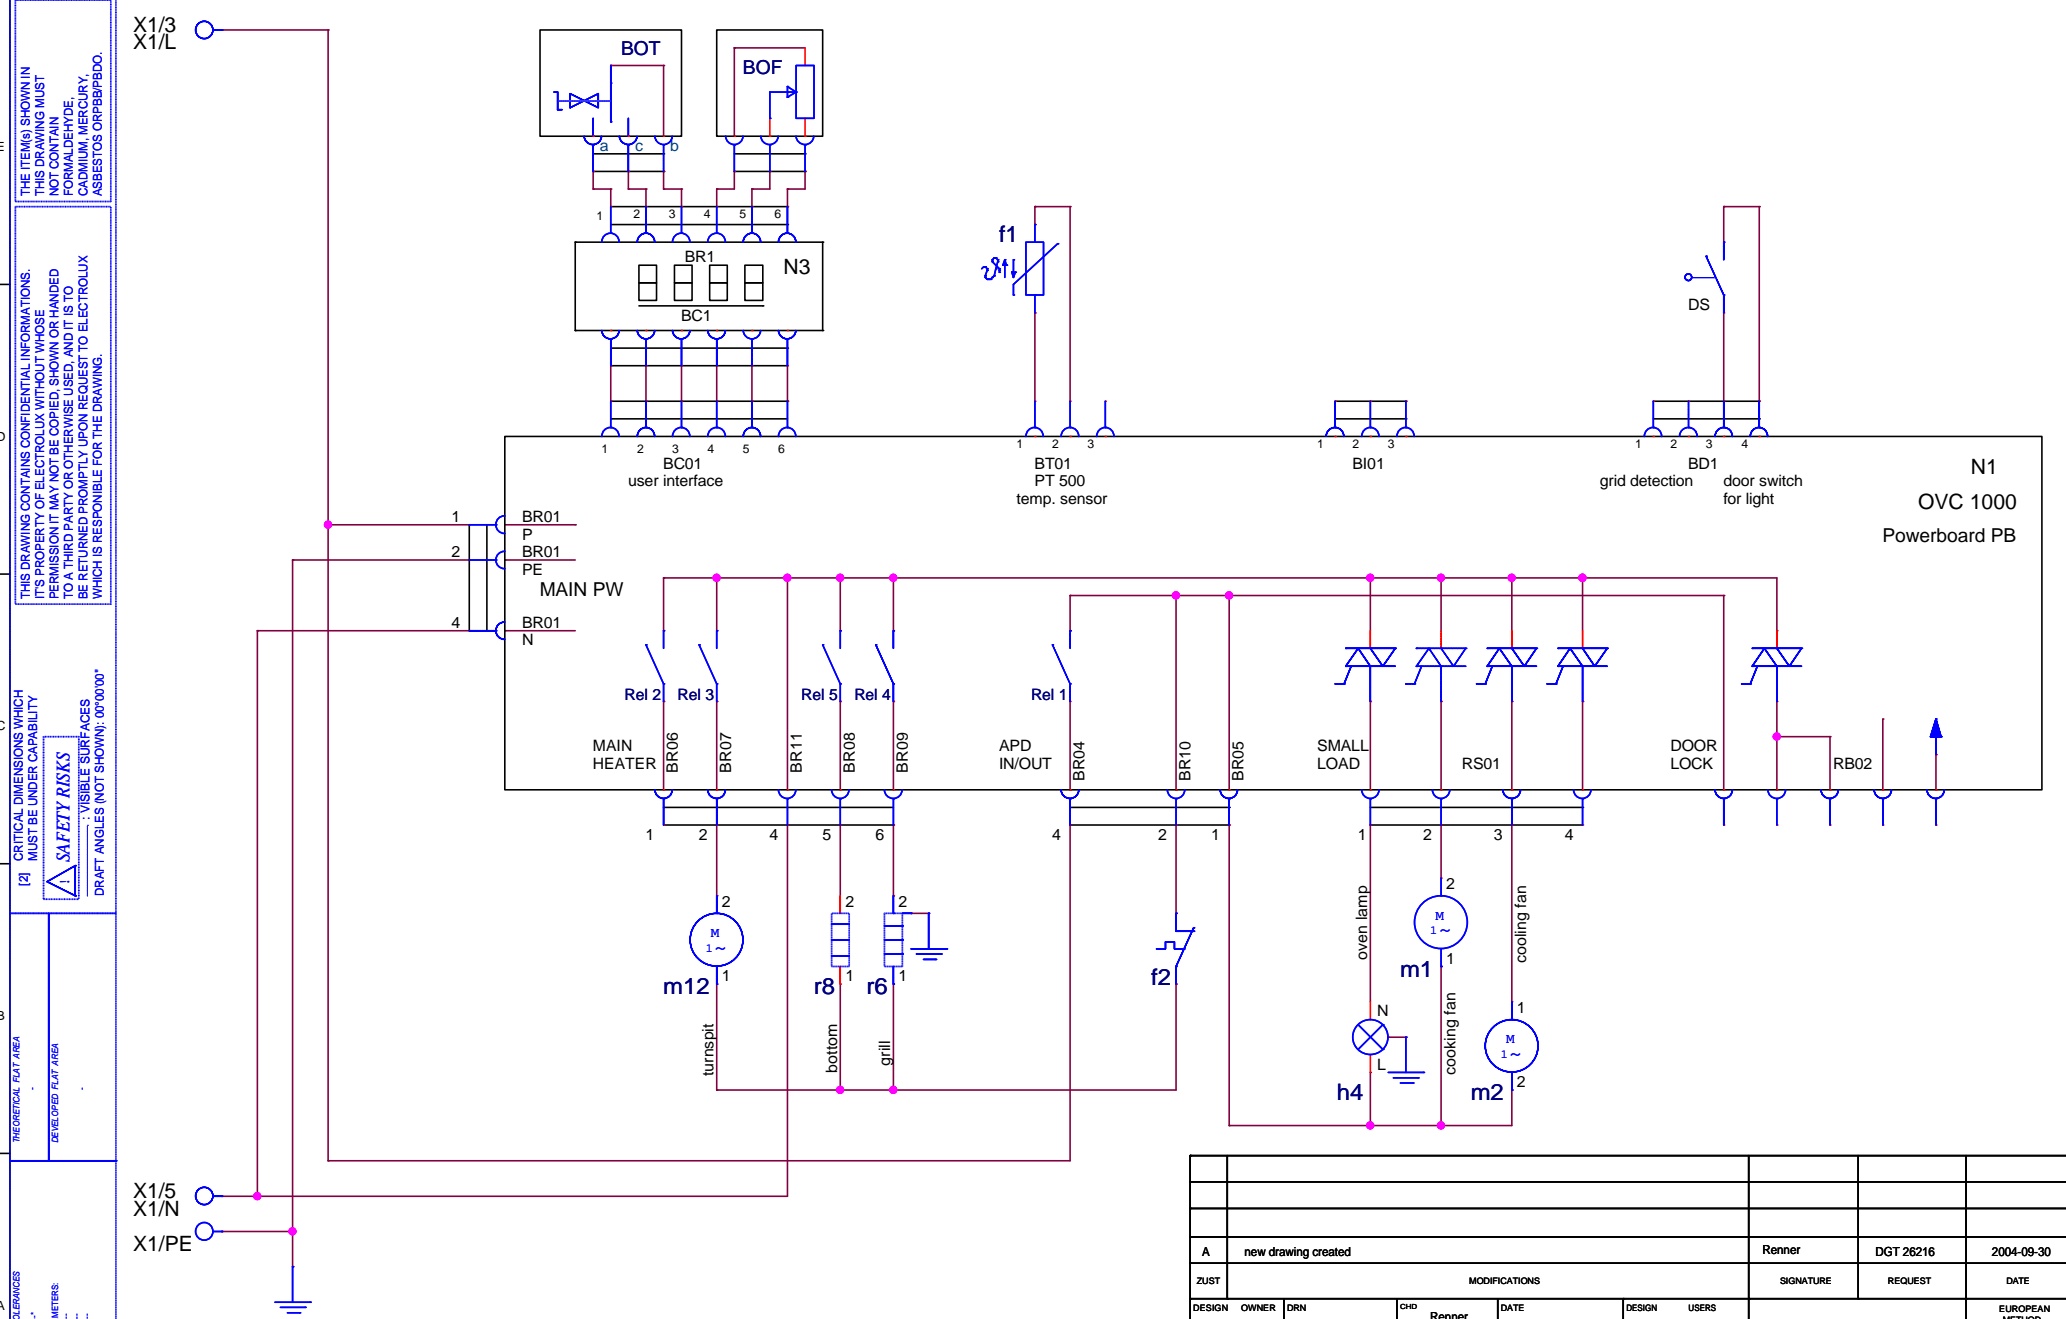 X1/3
X1/L
THE ITEM(s) SHOWN IN
THIS DRAWING MUST
NOT CONTAIN
FORMALDEHYDE,
CADMIUM, MERCURY,
ASBESTOS ORPBB/PBDO.
THIS DRAWING CONTAINS CONFIDENTIAL INFORMATIONS.
IT'S PROPERTY OF ELECTROLUX WITHOUT WHOSE
PERMISSION IT MAY NOT BE COPIED, SHOWN OR HANDED
TO A THIRD PARTY OR OTHERWISE USED, AND IT IS TO
BE RETURNED PROMPTLY UPON REQUEST TO ELECTROLUX
WHICH IS RESPONIBLE FOR THE DRAWING.
[2] CRITICAL DIMENSIONS WHICH
MUST BE UNDER CAPABILITY
! SAFETY RISKS
: VISIBLE SURFACES
DRAFT ANGLES (NOT SHOWN): 00°00'00"
THEORETICAL FLAT AREA
-
DEVELOPED FLAT AREA
-
BOT
BOF
a c b
1 2 3 4 5 6
BR1
N3
BC1
f1
DS
1 2 3 4 5 6
BC01
user interface
1 2 3
BT01
PT 500
temp. sensor
1 2 3
BI01
1 2 3 4
BD1
grid detection
door switch
for light
N1
OVC 1000
Powerboard PB
1 BR01
P
2 BR01
PE
MAIN PW
4 BR01
N
Rel 2 Rel 3 Rel 5 Rel 4 Rel 1
MAIN
HEATER
BR06
BR07
BR11
BR08
BR09
APD
IN/OUT
BR04
BR10
BR05
SMALL
LOAD
RS01
DOOR
LOCK
RB02
1 2 4 5 6 4 2 1 1 2 3 4
2
M
1~
1
m12
turnspit
2
1
r8
bottom
2
1
r6
grill
f2
oven lamp
N
L
h4
2
M
1~
1
m1
cooking fan
cooling fan
1
M
1~
2
m2
X1/5
X1/N
X1/PE
A new drawing created Renner DGT 26216 2004-09-30
ZUST MODIFICATIONS SIGNATURE REQUEST DATE
DESIGN OWNER DRN CHD Renner DATE DESIGN USERS EUROPEAN